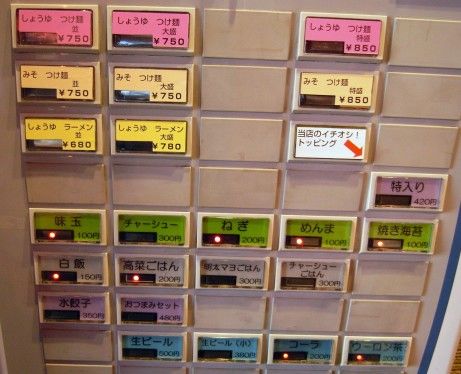 しょうゆ つけ麺
並
￥750
しょうゆ つけ麺
大盛
￥750
しょうゆ つけ麺
特盛
￥850
みそ つけ麺
並
￥750
みそ つけ麺
大盛
￥750
みそ つけ麺
特盛
￥850
しょうゆ ラーメン
並
￥680
しょうゆ ラーメン
大盛
￥780
当店のイチオシ！
トッピング
特入り
420円
味玉
100円
チャーシュー
300円
ねぎ
200円
めんま
100円
焼き海苔
100円
白飯
150円
高菜ごはん
200円
明太マヨごはん
300円
チャーシュー
ごはん
300円
水餃子
350円
おつまみセット
480円
生ビール
500円
生ビール（小）
380円
コーラ
200円
ウーロン茶
200円